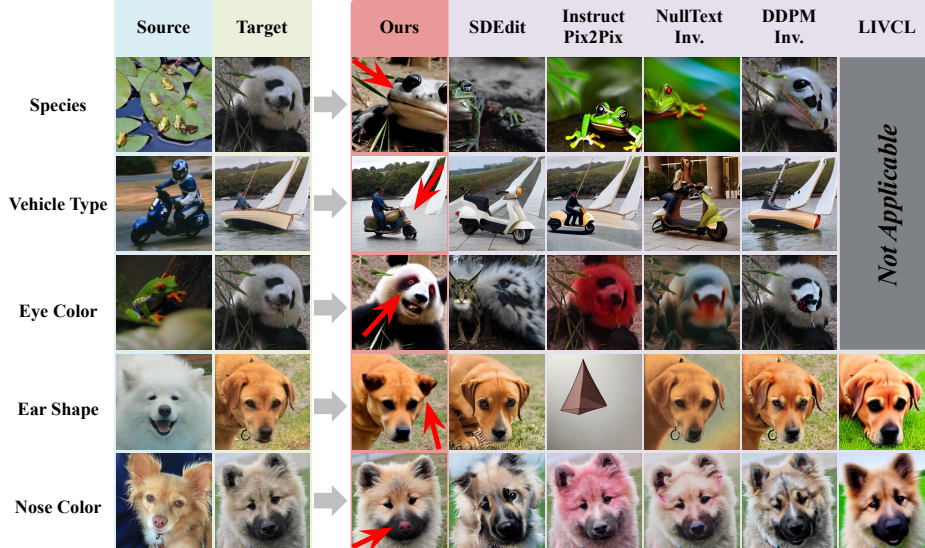 Source
Target
Ours
SDEdit
Instruct
Pix2Pix
NullText
Inv.
DDPM
Inv.
LIVCL
Species
Vehicle Type
Eye Color
Ear Shape
Nose Color
Not Applicable